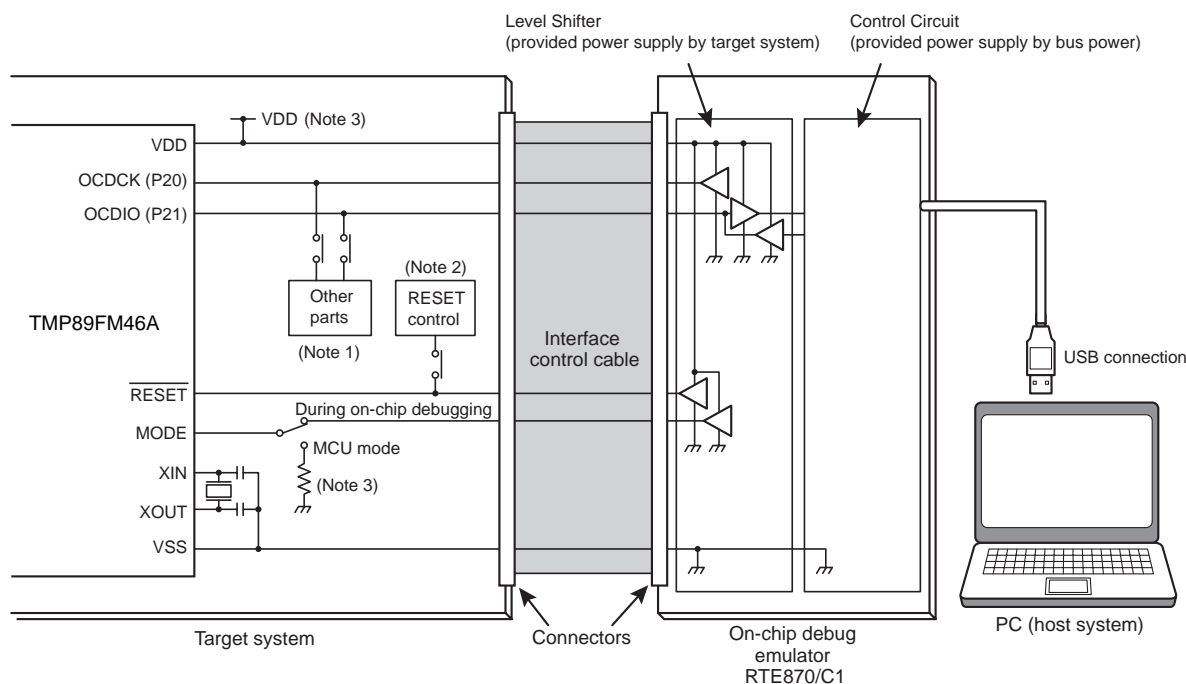 Level Shifter
(provided power supply by target system)
Control Circuit
(provided power supply by bus power)
VDD (Note 3)
VDD
OCDCK (P20)
OCDIO (P21)
(Note 2)
Other
parts
RESET
control
(Note 1)
TMP89FM46A
Interface
control cable
USB connection
RESET
During on-chip debugging
MODE
MCU mode
XIN
(Note 3)
XOUT
VSS
Target system
Connectors
On-chip debug
emulator
RTE870/C1
PC (host system)